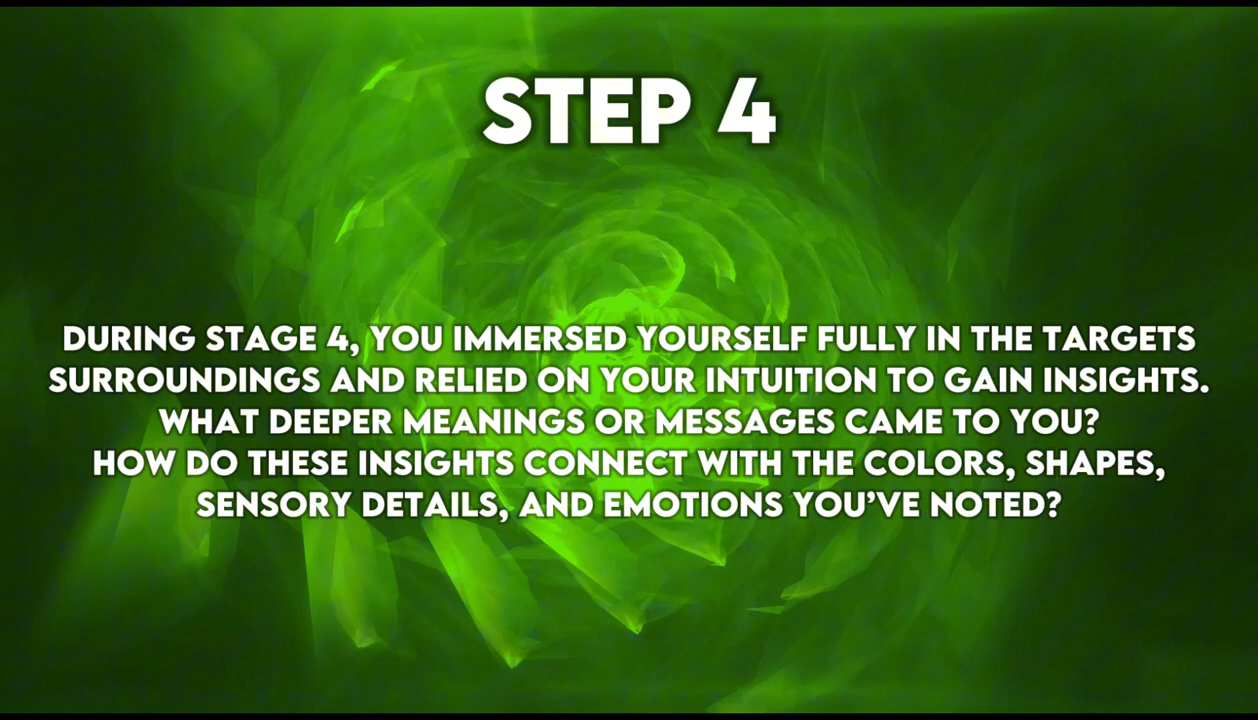 STEP 4
DURING STAGE 4, YOU IMMERSED YOURSELF FULLY IN THE TARGETS
SURROUNDINGS AND RELIED ON YOUR INTUITION TO GAIN INSIGHTS.
WHAT DEEPER MEANINGS OR MESSAGES CAME TO YOU?
HOW DO THESE INSIGHTS CONNECT WITH THE COLORS, SHAPES,
SENSORY DETAILS, AND EMOTIONS YOU’VE NOTED?